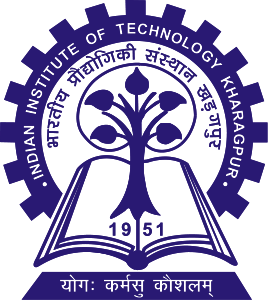 · INDIAN INSTITUTE OF TECHNOLOGY KHARAGPUR ·
भारतीय प्रौद्योगिकी संस्थान खड़गपुर
1951
योगः कर्मसु कौशलम्